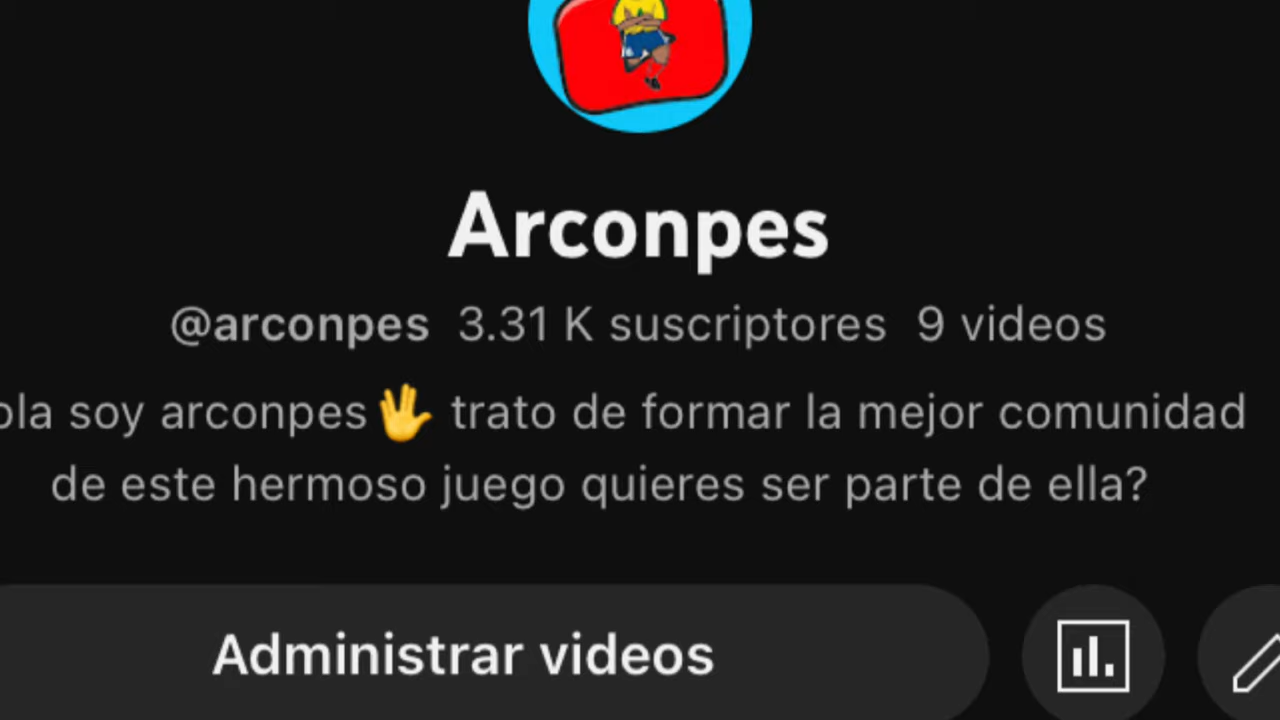 Arconpes
@arconpes 3.31 K suscriptores 9 videos
ola soy arconpes🖖 trato de formar la mejor comunidad
de este hermoso juego quieres ser parte de ella?
Administrar videos